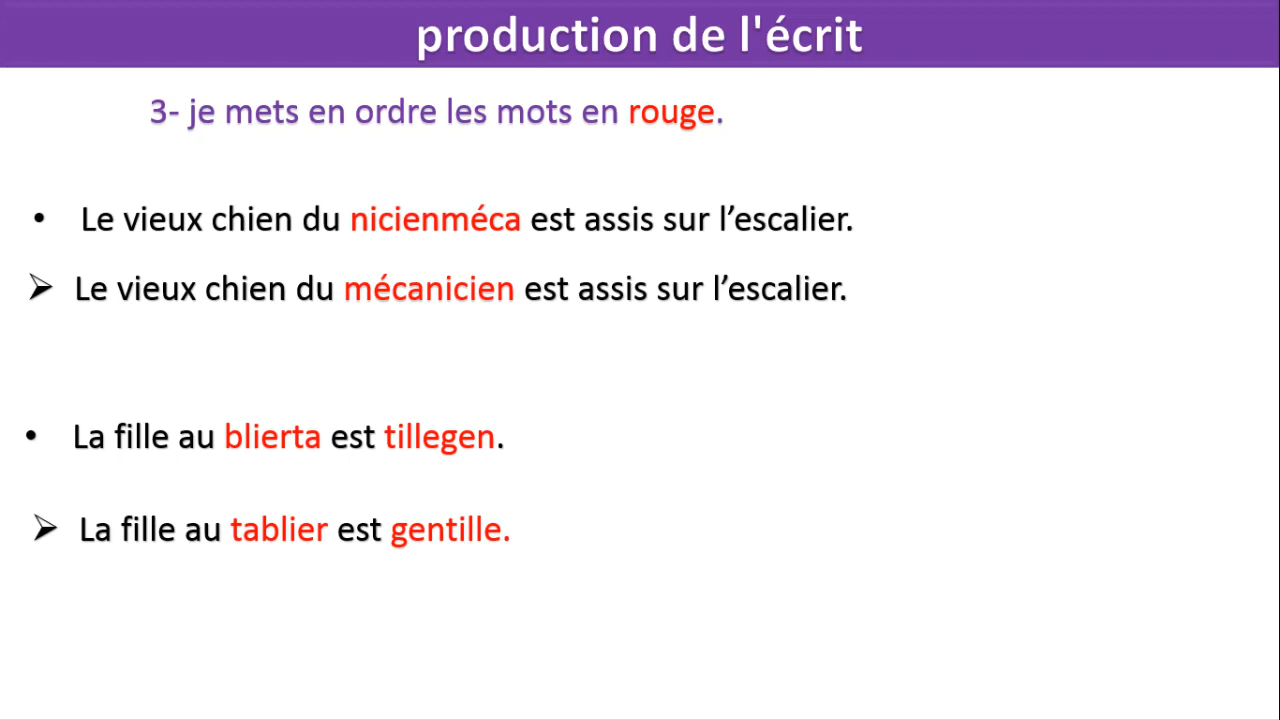 production de l'écrit
3- je mets en ordre les mots en rouge.
• Le vieux chien du nicienméca est assis sur l’escalier.
➢ Le vieux chien du mécanicien est assis sur l’escalier.
• La fille au blierta est tillegen.
➢ La fille au tablier est gentille.